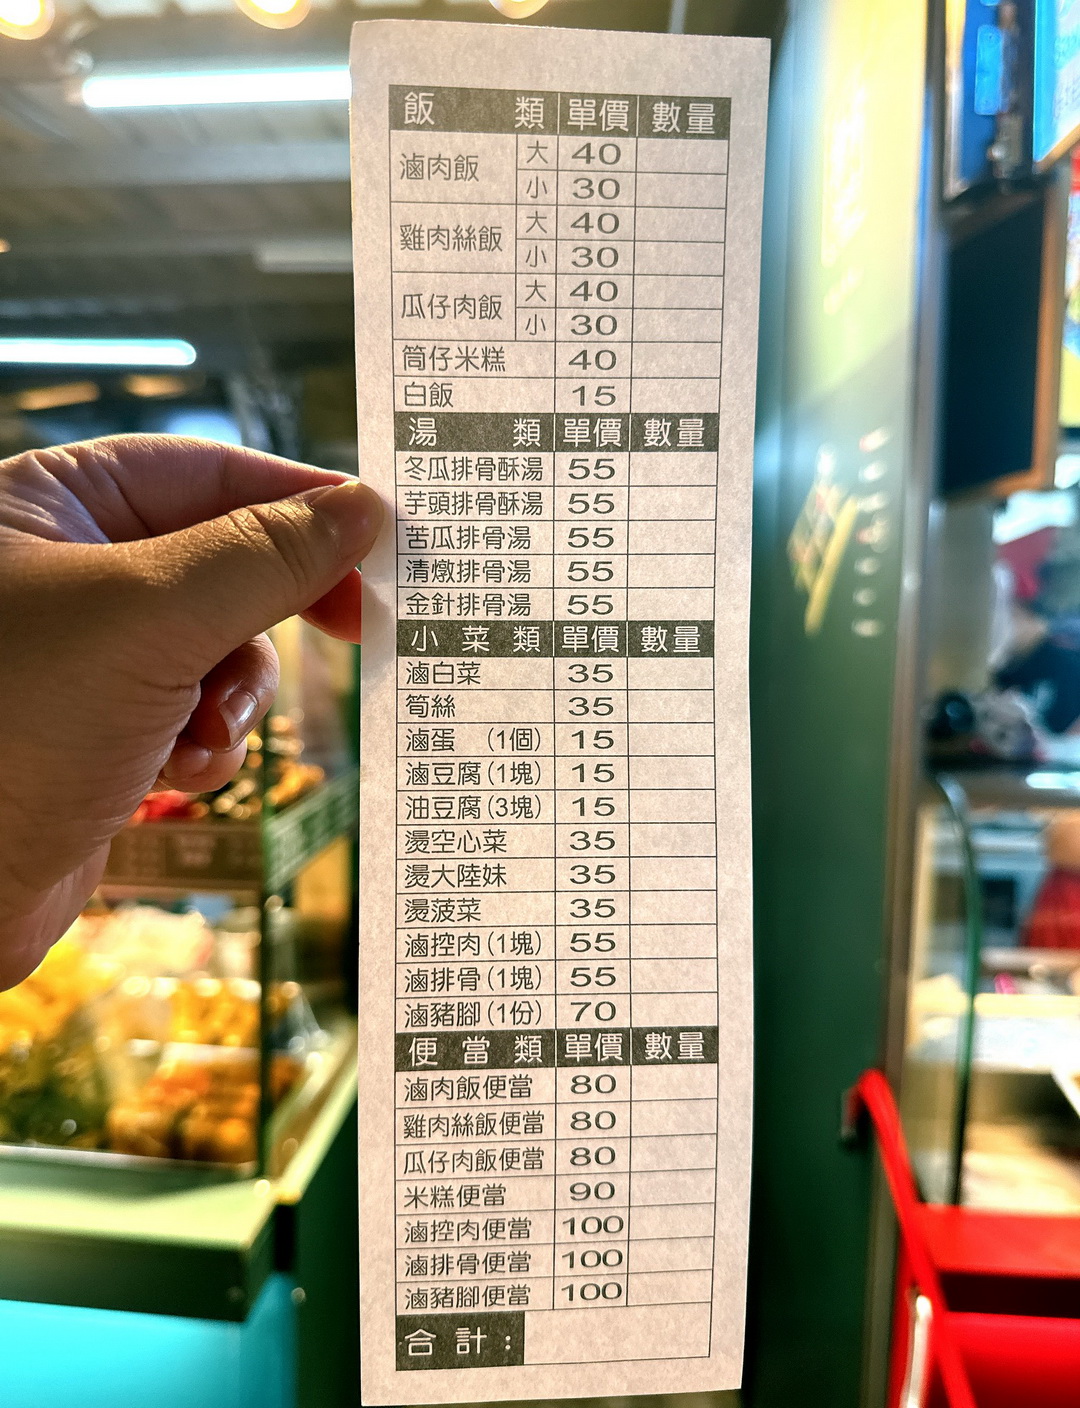 飯 類 單價 數量
滷肉飯 大 40
小 30
雞肉絲飯 大 40
小 30
瓜仔肉飯 大 40
小 30
筒仔米糕 40
白飯 15
湯 類 單價 數量
冬瓜排骨酥湯 55
芋頭排骨酥湯 55
苦瓜排骨湯 55
清燉排骨湯 55
金針排骨湯 55
小 菜 類 單價 數量
滷白菜 35
筍絲 35
滷蛋 (1個) 15
滷豆腐(1塊) 15
油豆腐(3塊) 15
燙空心菜 35
燙大陸妹 35
燙菠菜 35
滷控肉(1塊) 55
滷排骨(1塊) 55
滷豬腳(1份) 70
便 當 類 單價 數量
滷肉飯便當 80
雞肉絲飯便當 80
瓜仔肉飯便當 80
米糕便當 90
滷控肉便當 100
滷排骨便當 100
滷豬腳便當 100
合 計: